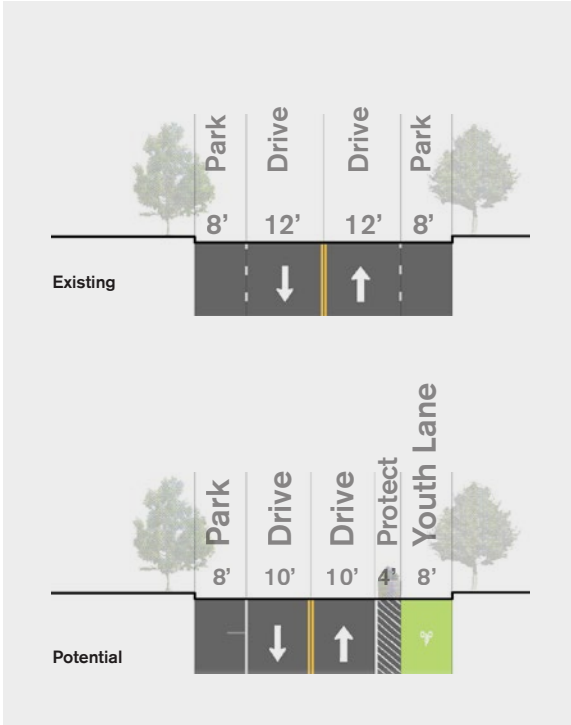 Park
Drive
Drive
Park
8’
12’
12’
8’
Existing
Park
Drive
Drive
Protect
Youth Lane
8’
10’
10’
4’
8’
Potential